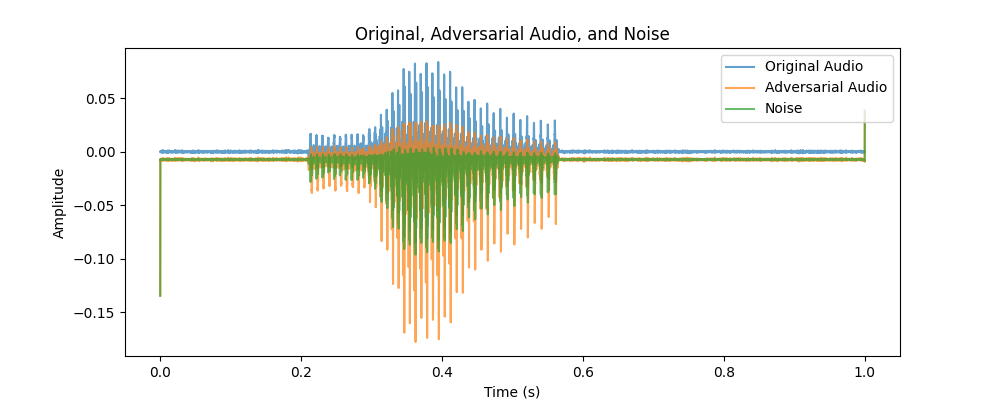 Original, Adversarial Audio, and Noise
Original Audio
Adversarial Audio
Noise
Amplitude
0.05
0.00
−0.05
−0.10
−0.15
0.0 0.2 0.4 0.6 0.8 1.0
Time (s)